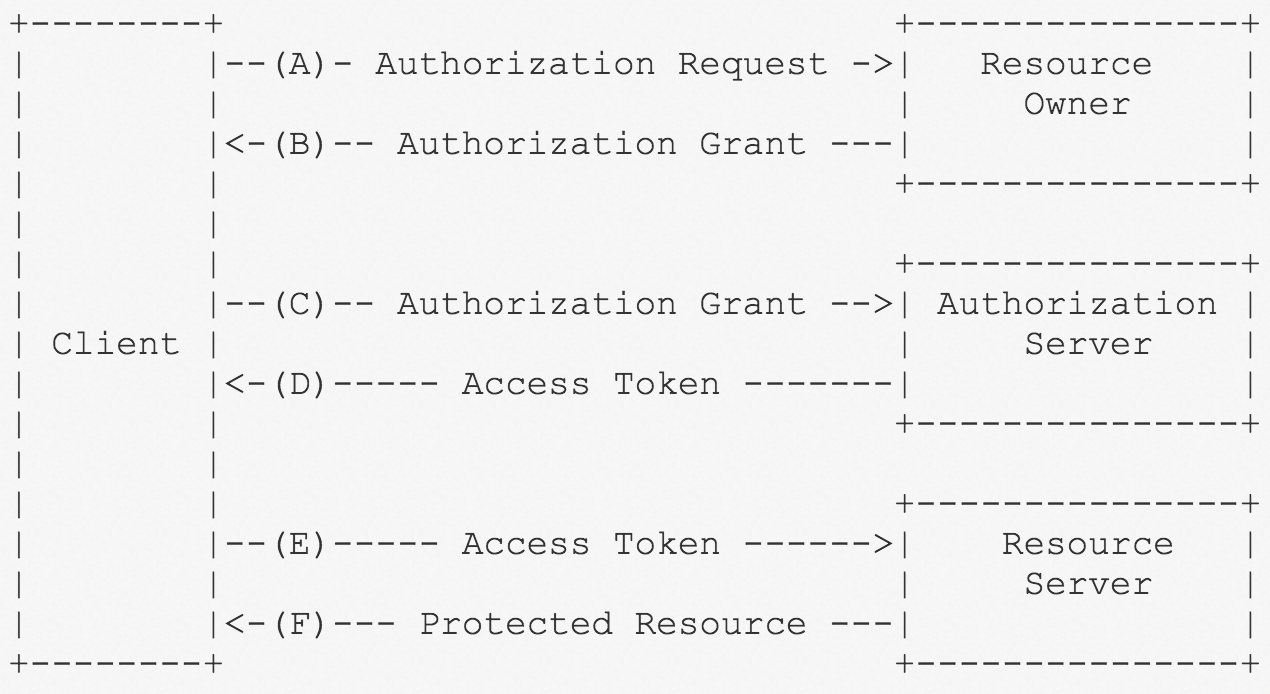 +---------+                               +---------------+
|         |--(A)- Authorization Request ->|   Resource    |
|         |                               |     Owner     |
|         |<-(B)-- Authorization Grant ---|               |
|         |                               +---------------+
|         |
|         |                               +---------------+
|         |--(C)-- Authorization Grant -->| Authorization |
| Client  |                               |     Server    |
|         |<-(D)----- Access Token -------|               |
|         |                               +---------------+
|         |
|         |                               +---------------+
|         |--(E)----- Access Token ------>|    Resource   |
|         |                               |     Server    |
|         |<-(F)--- Protected Resource ---|               |
+---------+                               +---------------+